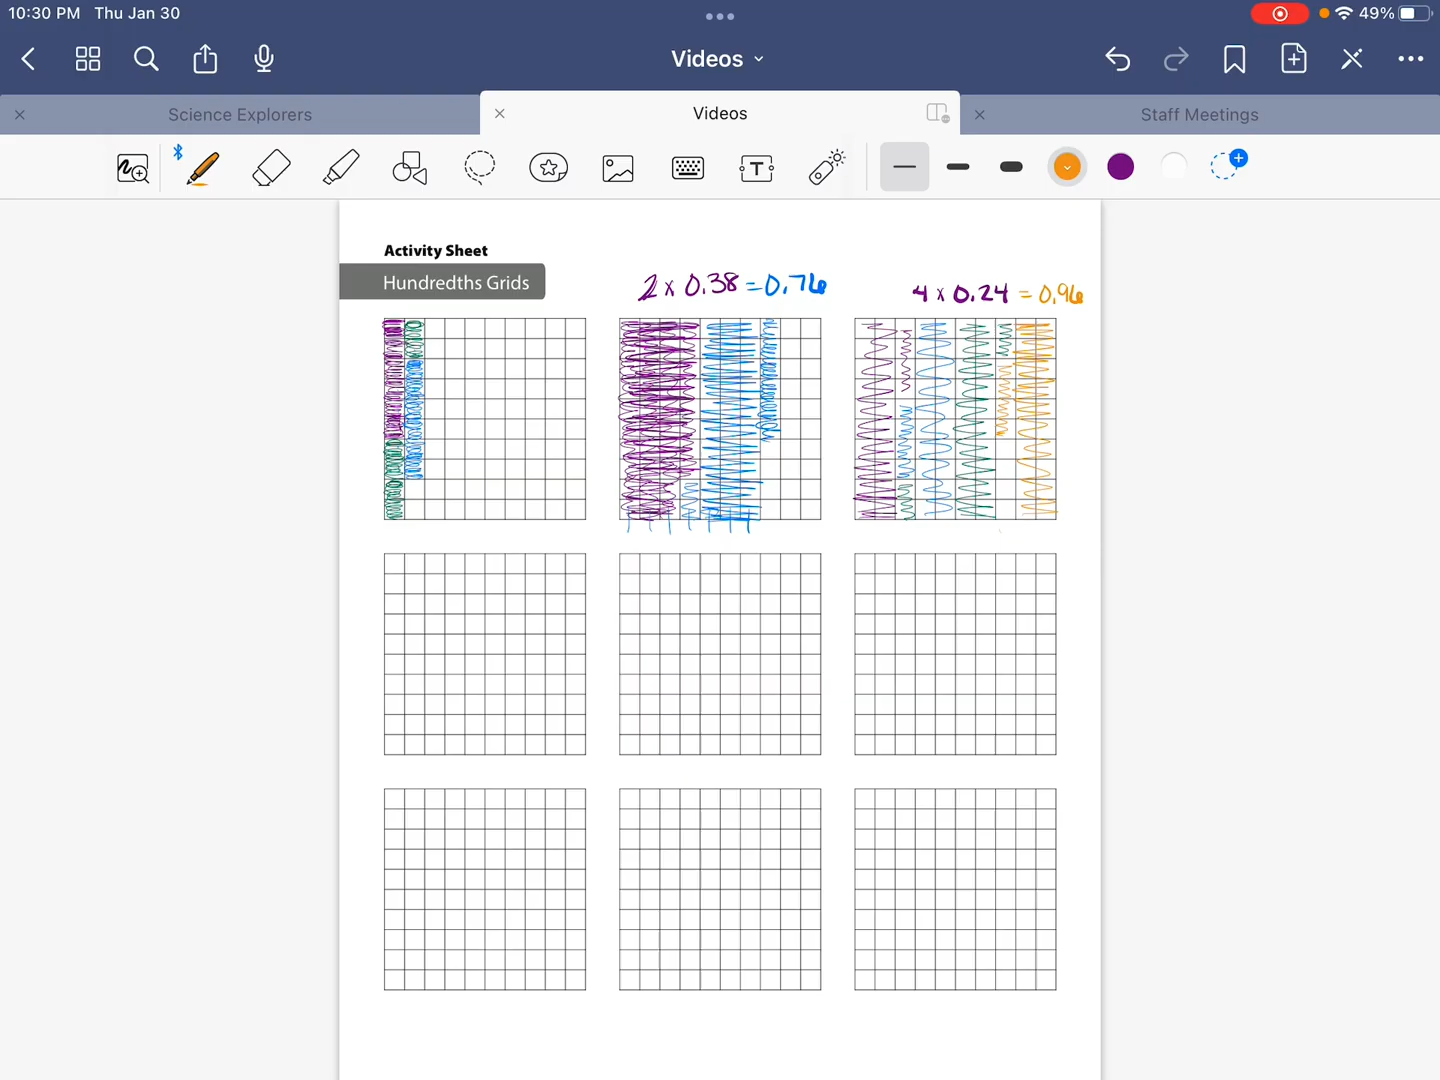 10:30 PM Thu Jan 30
49%
Videos
Science Explorers
Videos
Staff Meetings
T
Activity Sheet
Hundredths Grids
2 x 0.38 = 0.76
4 x 0.24 = 0.96